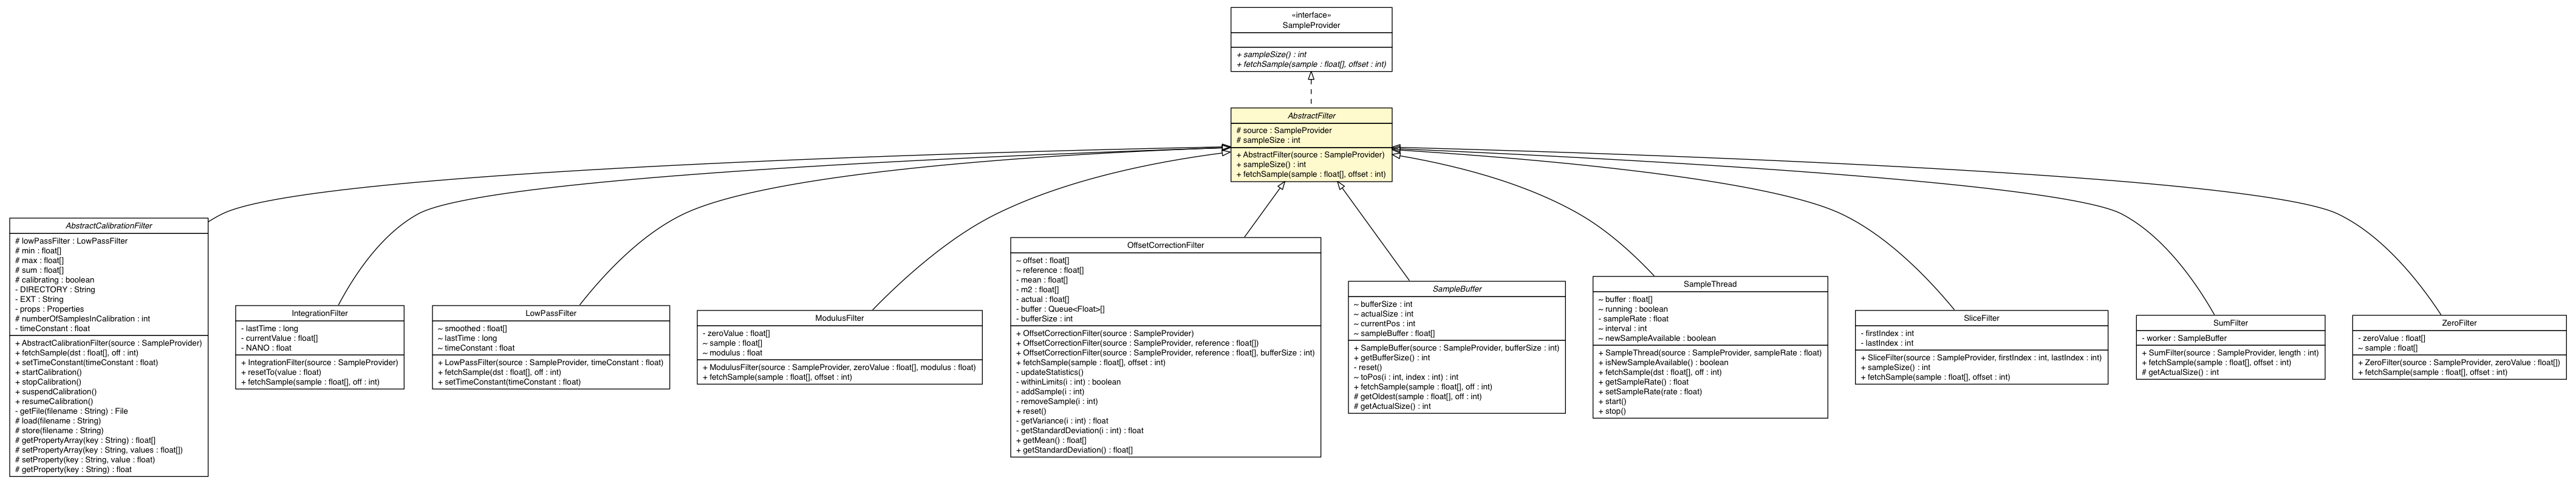 «interface»
SampleProvider
+ sampleSize() : int
+ fetchSample(sample : float[], offset : int)
AbstractFilter
# source : SampleProvider
# sampleSize : int
+ AbstractFilter(source : SampleProvider)
+ sampleSize() : int
+ fetchSample(sample : float[], offset : int)
AbstractCalibrationFilter
# lowPassFilter : LowPassFilter
# min : float[]
# max : float[]
# sum : float[]
# calibrating : boolean
- DIRECTORY : String
- EXT : String
- props : Properties
# numberOfSamplesInCalibration : int
- timeConstant : float
+ AbstractCalibrationFilter(source : SampleProvider)
+ fetchSample(dst : float[], off : int)
+ setTimeConstant(timeConstant : float)
+ startCalibration()
+ stopCalibration()
+ suspendCalibration()
+ resumeCalibration()
- getFile(filename : String) : File
# load(filename : String)
# store(filename : String)
# getPropertyArray(key : String) : float[]
# setPropertyArray(key : String, values : float[])
# setProperty(key : String, value : float)
# getProperty(key : String) : float
IntegrationFilter
- lastTime : long
- currentValue : float[]
- NANO : float
+ IntegrationFilter(source : SampleProvider)
+ resetTo(value : float)
+ fetchSample(sample : float[], off : int)
LowPassFilter
~ smoothed : float[]
~ lastTime : long
~ timeConstant : float
+ LowPassFilter(source : SampleProvider, timeConstant : float)
+ fetchSample(dst : float[], off : int)
+ setTimeConstant(timeConstant : float)
ModulusFilter
- zeroValue : float[]
~ sample : float[]
~ modulus : float
+ ModulusFilter(source : SampleProvider, zeroValue : float[], modulus : float)
+ fetchSample(sample : float[], offset : int)
OffsetCorrectionFilter
~ offset : float[]
~ reference : float[]
- mean : float[]
- m2 : float[]
- actual : float[]
- buffer : Queue<Float>[]
- bufferSize : int
+ OffsetCorrectionFilter(source : SampleProvider)
+ OffsetCorrectionFilter(source : SampleProvider, reference : float[])
+ OffsetCorrectionFilter(source : SampleProvider, reference : float[], bufferSize : int)
+ fetchSample(sample : float[], offset : int)
- updateStatistics()
- withinLimits(i : int) : boolean
- addSample(i : int)
- removeSample(i : int)
+ reset()
- getVariance(i : int) : float
- getStandardDeviation(i : int) : float
+ getMean() : float[]
+ getStandardDeviation() : float[]
SampleBuffer
~ bufferSize : int
~ actualSize : int
~ currentPos : int
~ sampleBuffer : float[]
+ SampleBuffer(source : SampleProvider, bufferSize : int)
+ getBufferSize() : int
- reset()
~ toPos(i : int, index : int) : int
+ fetchSample(sample : float[], off : int)
# getOldest(sample : float[], off : int)
# getActualSize() : int
SampleThread
~ buffer : float[]
~ running : boolean
- sampleRate : float
~ interval : int
~ newSampleAvailable : boolean
+ SampleThread(source : SampleProvider, sampleRate : float)
+ isNewSampleAvailable() : boolean
+ fetchSample(dst : float[], off : int)
+ getSampleRate() : float
+ setSampleRate(rate : float)
+ start()
+ stop()
SliceFilter
- firstIndex : int
- lastIndex : int
+ SliceFilter(source : SampleProvider, firstIndex : int, lastIndex : int)
+ sampleSize() : int
+ fetchSample(sample : float[], offset : int)
SumFilter
- worker : SampleBuffer
+ SumFilter(source : SampleProvider, length : int)
+ fetchSample(sample : float[], offset : int)
# getActualSize() : int
ZeroFilter
- zeroValue : float[]
~ sample : float[]
+ ZeroFilter(source : SampleProvider, zeroValue : float[])
+ fetchSample(sample : float[], offset : int)